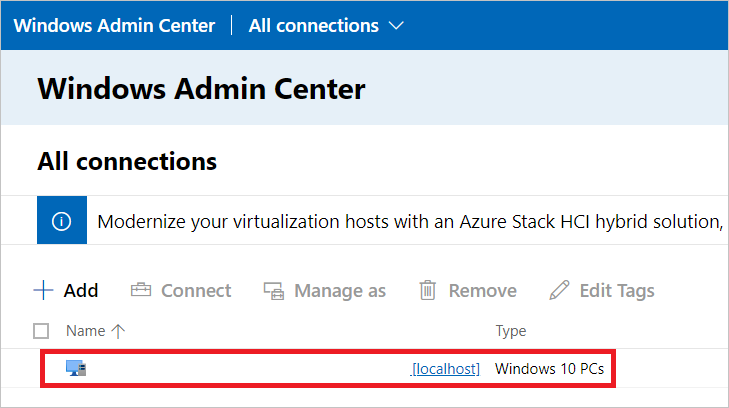 Windows Admin Center All connections
Windows Admin Center
All connections
Modernize your virtualization hosts with an Azure Stack HCI hybrid solution,
Add Connect Manage as Remove Edit Tags
Name Type
[localhost] Windows 10 PCs